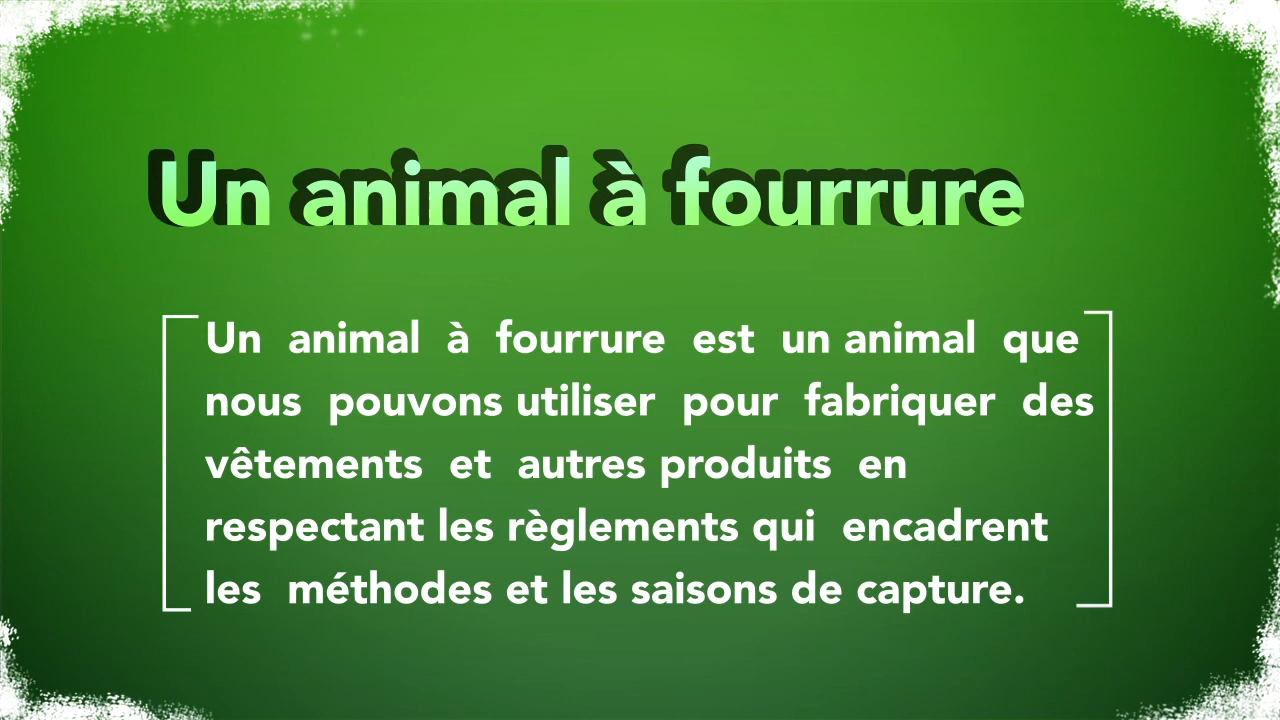 Un animal à fourrure
Un animal à fourrure est un animal que
nous pouvons utiliser pour fabriquer des
vêtements et autres produits en
respectant les règlements qui encadrent
les méthodes et les saisons de capture.